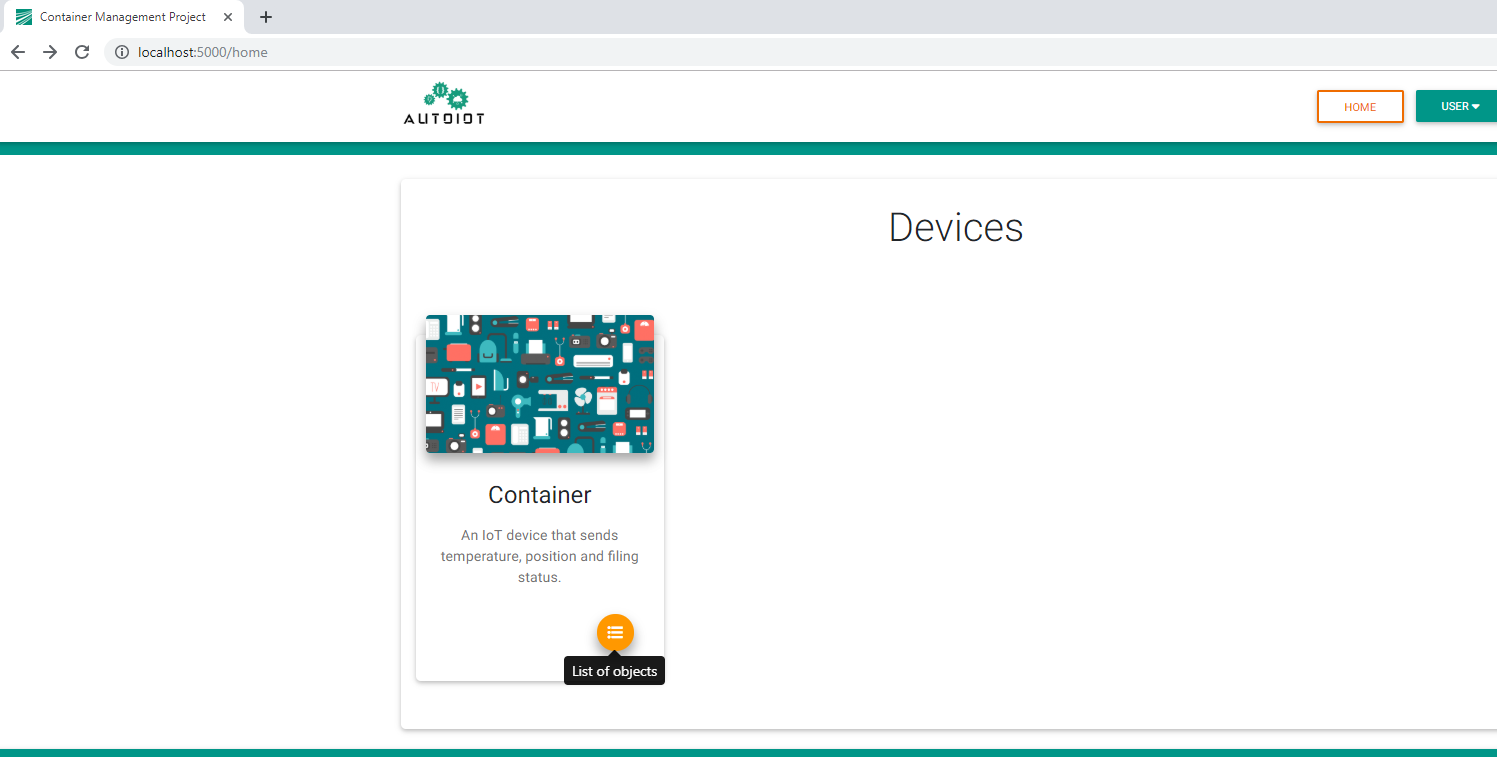 Container Management Project
localhost:5000/home
AUTOIOT
HOME
USER
Devices
TV
Container
An IoT device that sends
temperature, position and filing
status.
List of objects